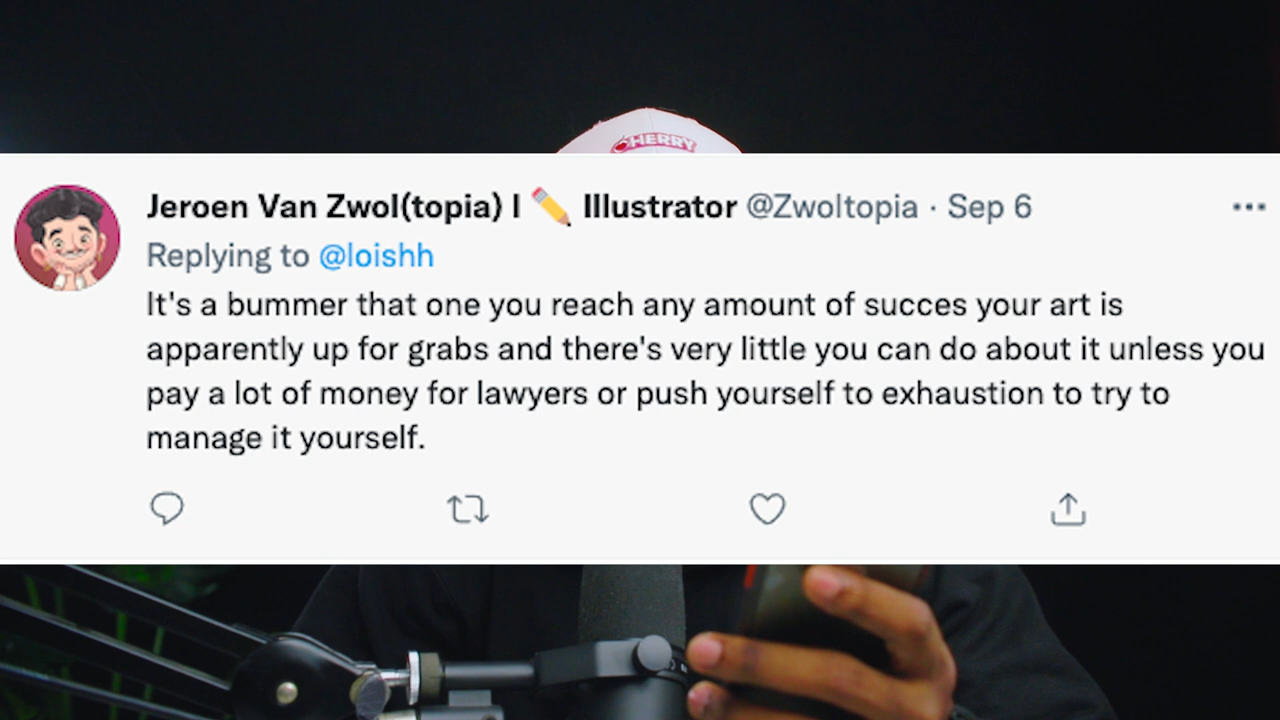 CHERRY
Jeroen Van Zwol(topia) I ✏️ Illustrator @Zwoltopia · Sep 6
Replying to @loishh
It's a bummer that one you reach any amount of succes your art is
apparently up for grabs and there's very little you can do about it unless you
pay a lot of money for lawyers or push yourself to exhaustion to try to
manage it yourself.